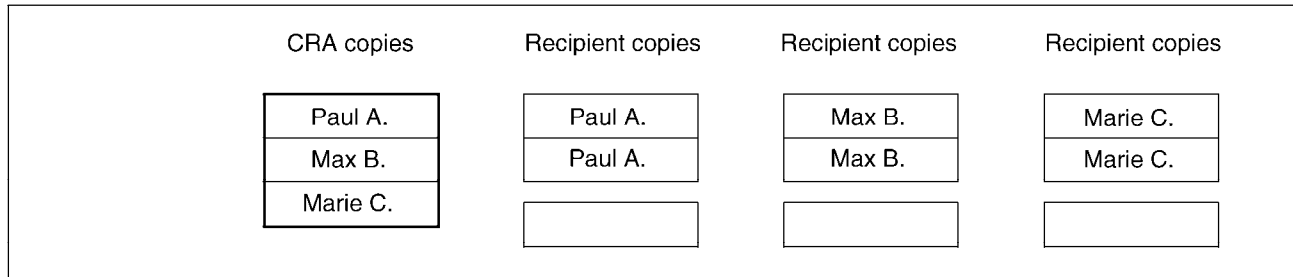 CRA copies Recipient copies Recipient copies Recipient copies
Paul A. Paul A. Max B. Marie C.
Max B. Paul A. Max B. Marie C.
Marie C.